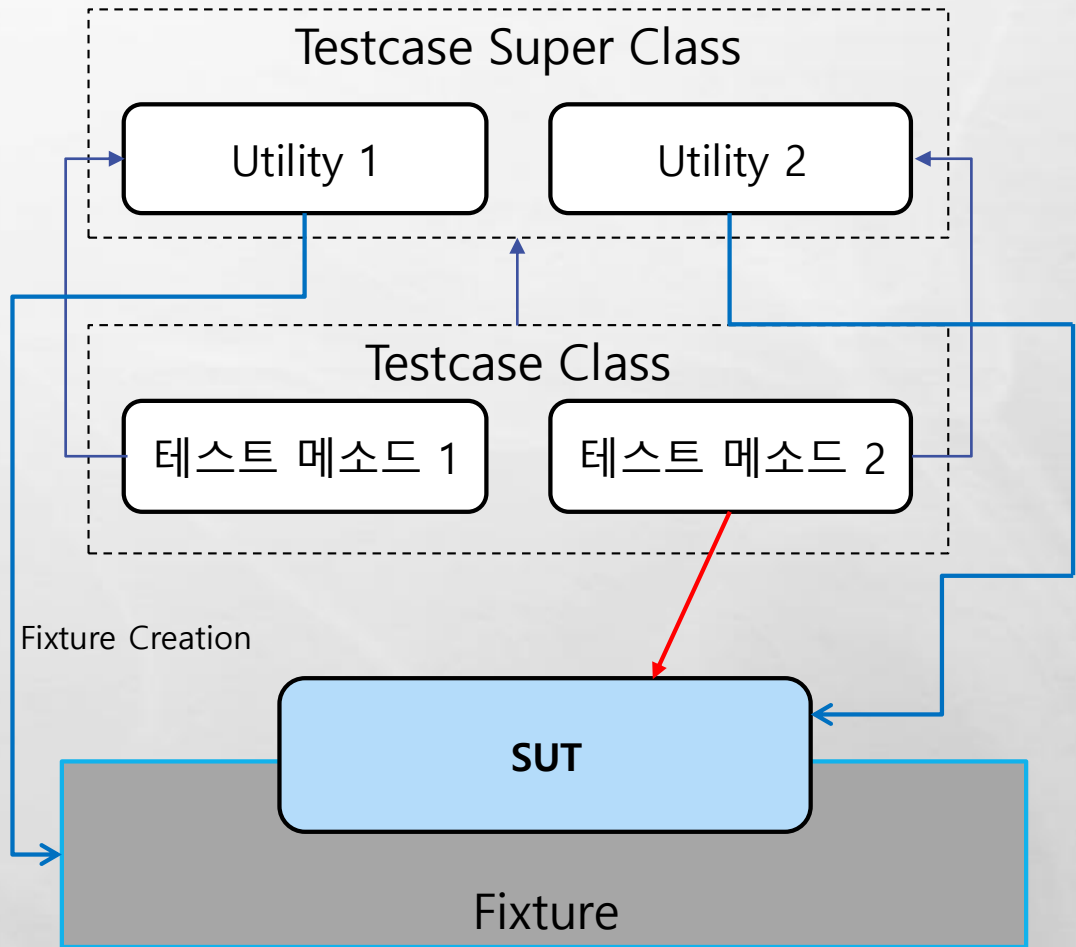 Testcase Super Class
Utility 1
Utility 2
Testcase Class
테스트 메소드 1
테스트 메소드 2
Fixture Creation
SUT
Fixture